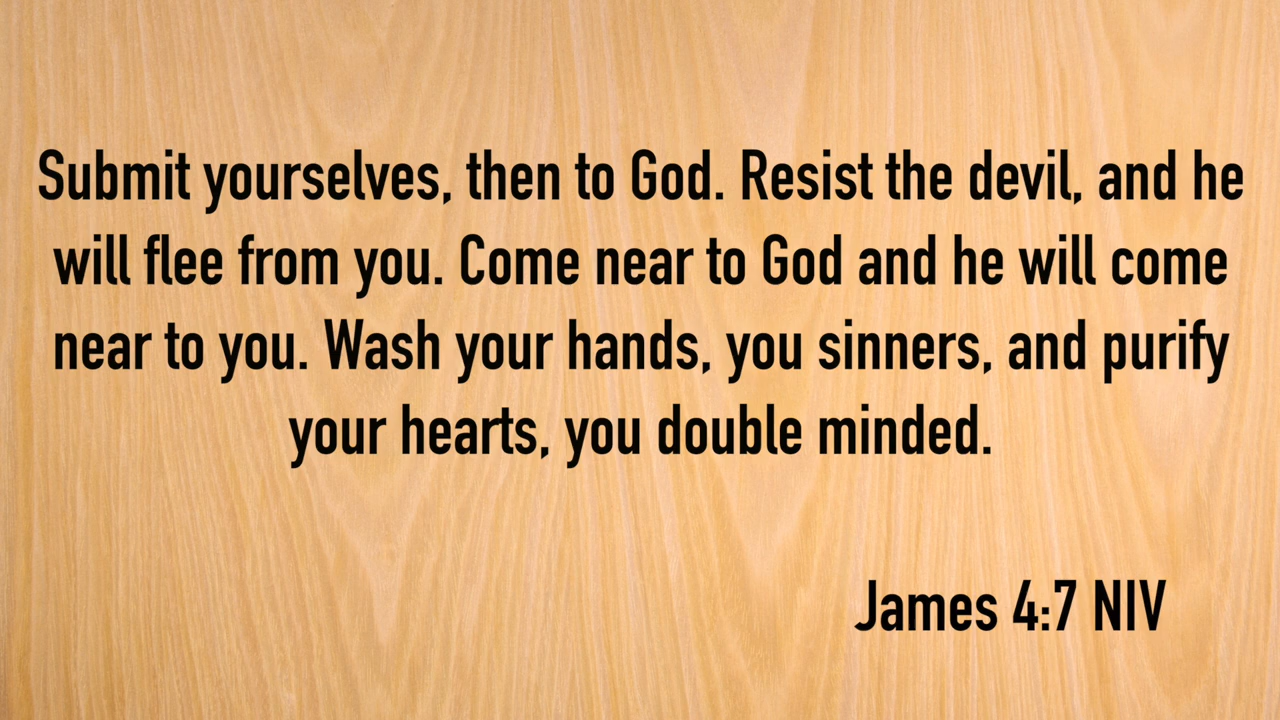 Submit yourselves, then to God. Resist the devil, and he
will flee from you. Come near to God and he will come
near to you. Wash your hands, you sinners, and purify
your hearts, you double minded.
James 4:7 NIV